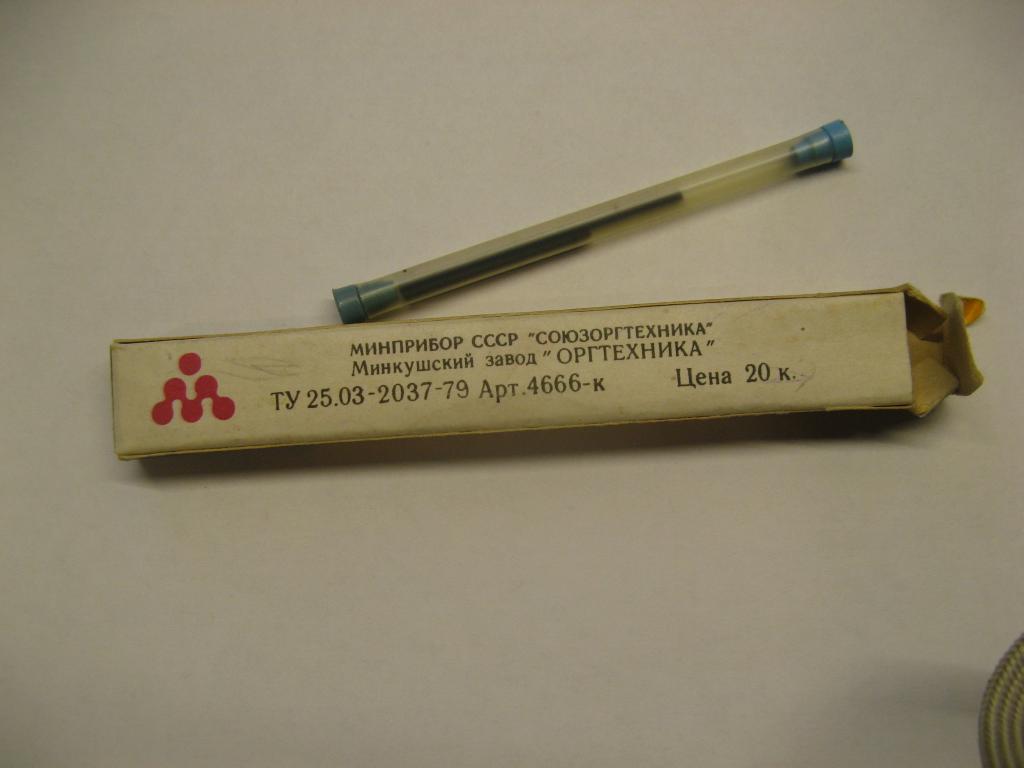 МИНПРИБОР СССР "СОЮЗОРГТЕХНИКА"
Минкушский завод "ОРГТЕХНИКА"
ТУ 25.03-2037-79 Арт.4666-к Цена 20 к.